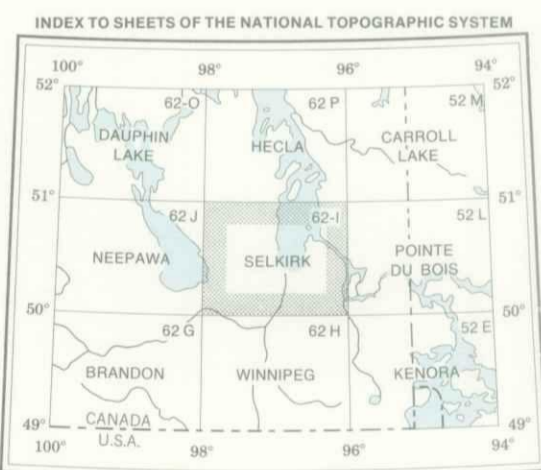 INDEX TO SHEETS OF THE NATIONAL TOPOGRAPHIC SYSTEM
100° 98° 96° 94°
52° 62-O 62 P 52 M 52°
DAUPHIN LAKE
HECLA
CARROLL LAKE
51° 62 J 62-I 52 L 51°
NEEPAWA
SELKIRK
POINTE DU BOIS
50° 62 G 62 H 52 E 50°
BRANDON
WINNIPEG
KENORA
49° CANADA 49°
U.S.A.
100° 98° 96° 94°